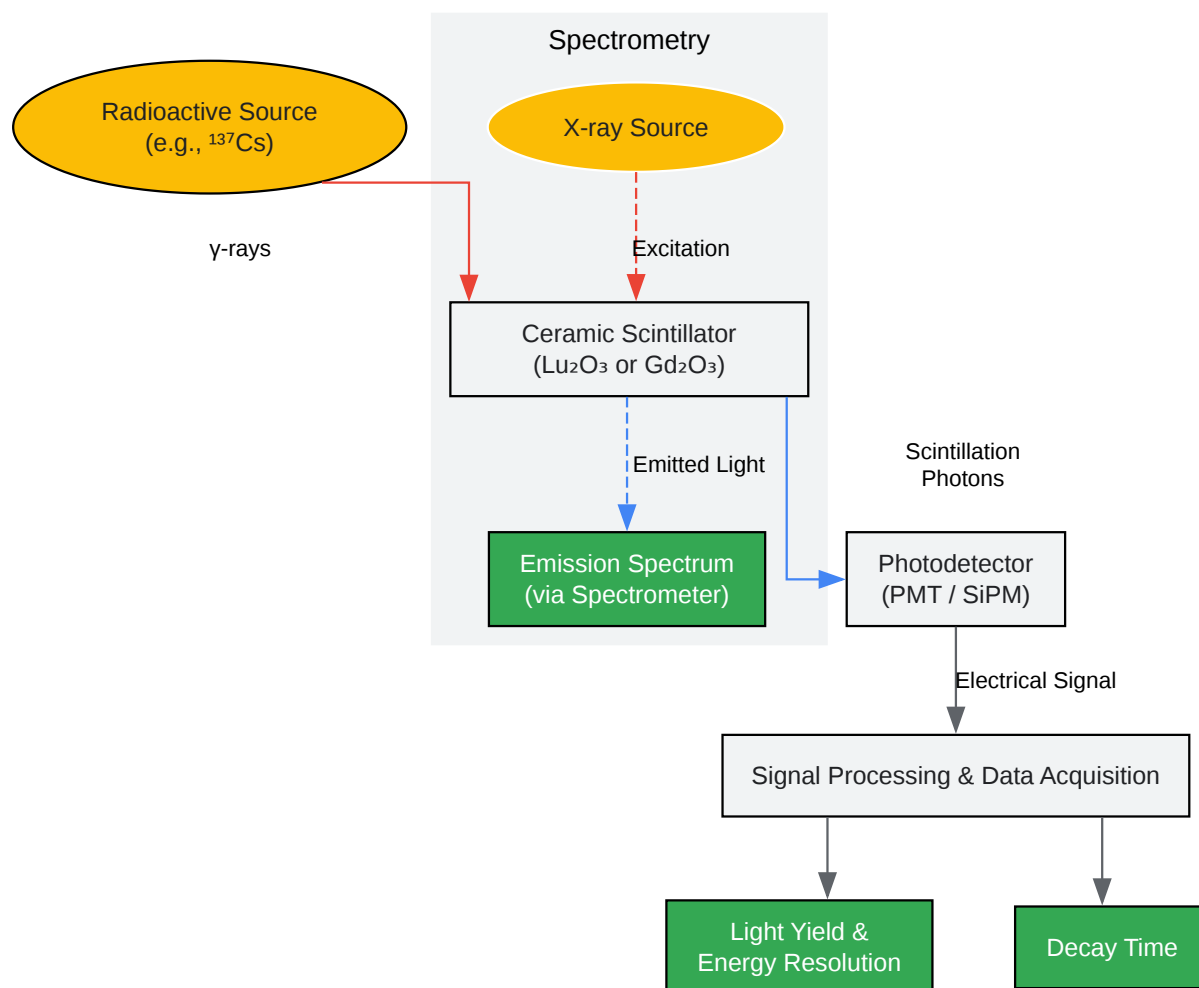 Spectrometry
Radioactive Source
(e.g., ¹³⁷Cs)
X-ray Source
γ-rays
Excitation
Ceramic Scintillator
(Lu₂O₃ or Gd₂O₃)
Emitted Light
Scintillation
Photons
Emission Spectrum
(via Spectrometer)
Photodetector
(PMT / SiPM)
Electrical Signal
Signal Processing & Data Acquisition
Light Yield &
Energy Resolution
Decay Time